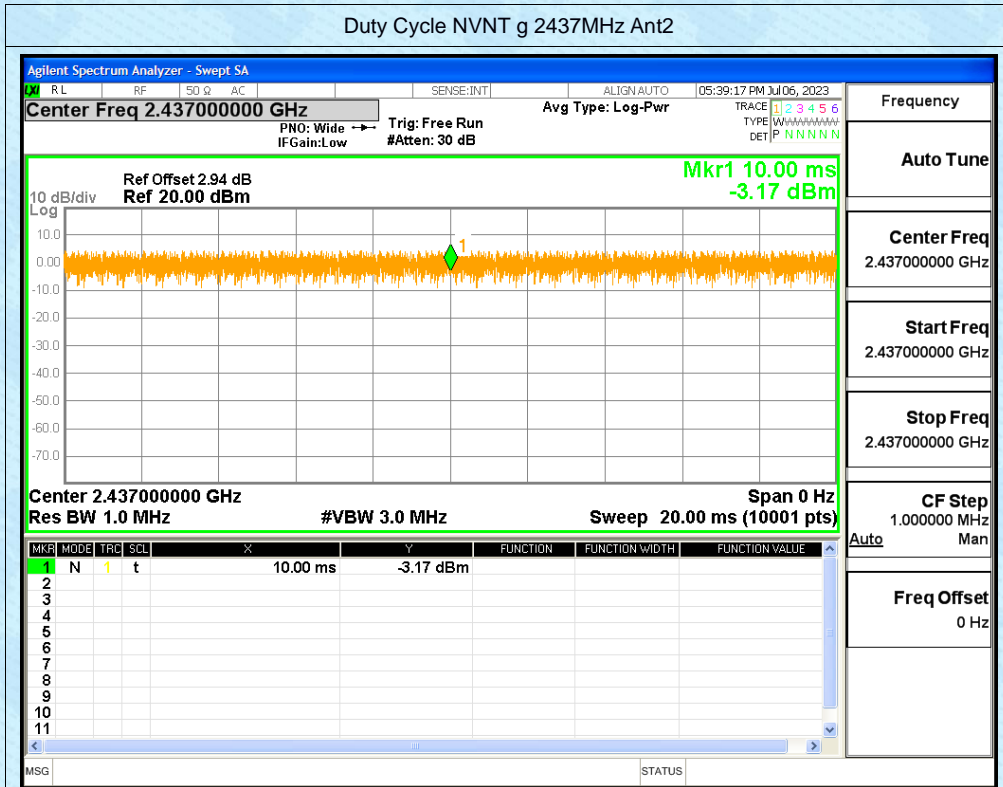 Duty Cycle NVNT g 2437MHz Ant2
Agilent Spectrum Analyzer - Swept SA
LXI RL RF 50 Ω AC SENSE:INT ALIGN AUTO 05:39:17 PM Jul 06, 2023
Center Freq 2.437000000 GHz
PNO: Wide
IFGain:Low
Trig: Free Run
#Atten: 30 dB
Avg Type: Log-Pwr
TRACE 1 2 3 4 5 6
TYPE WWWWWW
DET P N N N N N
Mkr1 10.00 ms
-3.17 dBm
Ref Offset 2.94 dB
Ref 20.00 dBm
10 dB/div
Log
10.0
0.00
-10.0
-20.0
-30.0
-40.0
-50.0
-60.0
-70.0
1
Center 2.437000000 GHz
Span 0 Hz
Res BW 1.0 MHz
#VBW 3.0 MHz
Sweep 20.00 ms (10001 pts)
MKR MODE TRC SCL X Y FUNCTION FUNCTION WIDTH FUNCTION VALUE
1 N 1 t 10.00 ms -3.17 dBm
2
3
4
5
6
7
8
9
10
11
MSG
STATUS
Frequency
Auto Tune
Center Freq
2.437000000 GHz
Start Freq
2.437000000 GHz
Stop Freq
2.437000000 GHz
CF Step
1.000000 MHz
Auto Man
Freq Offset
0 Hz